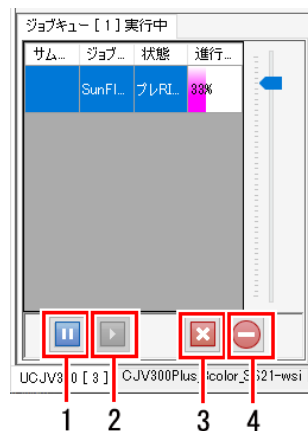 ジョブキュー [ 1 ] 実行中
サム... ジョブ... 状態 進行...
SunFl... プレRI... 33%
UCJV300 [ 3 ] CJV300Plus_8color_S621-wsi
1 2 3 4